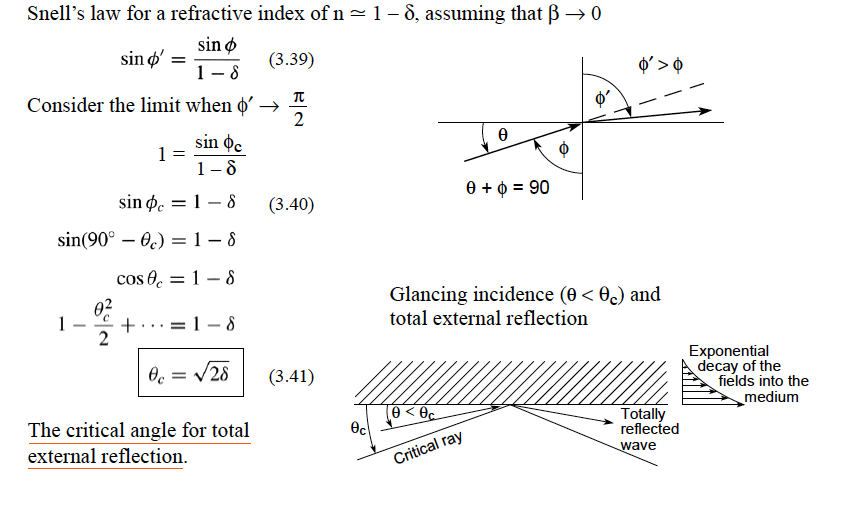 Snell's law for a refractive index of n ≃ 1 – δ, assuming that β → 0
sin ϕ′ = sin ϕ / 1 – δ (3.39)
Consider the limit when ϕ′ → π/2
1 = sin ϕc / 1 – δ
sin ϕc = 1 – δ (3.40)
sin(90° – θc) = 1 – δ
cos θc = 1 – δ
1 – θc²/2 + ⋯ = 1 – δ
θc = √2δ (3.41)
The critical angle for total
external reflection.
ϕ′ > ϕ
ϕ′
θ
ϕ
θ + ϕ = 90
Glancing incidence (θ < θc) and
total external reflection
Exponential
decay of the
fields into the
medium
θ < θc
θc
Critical ray
Totally
reflected
wave